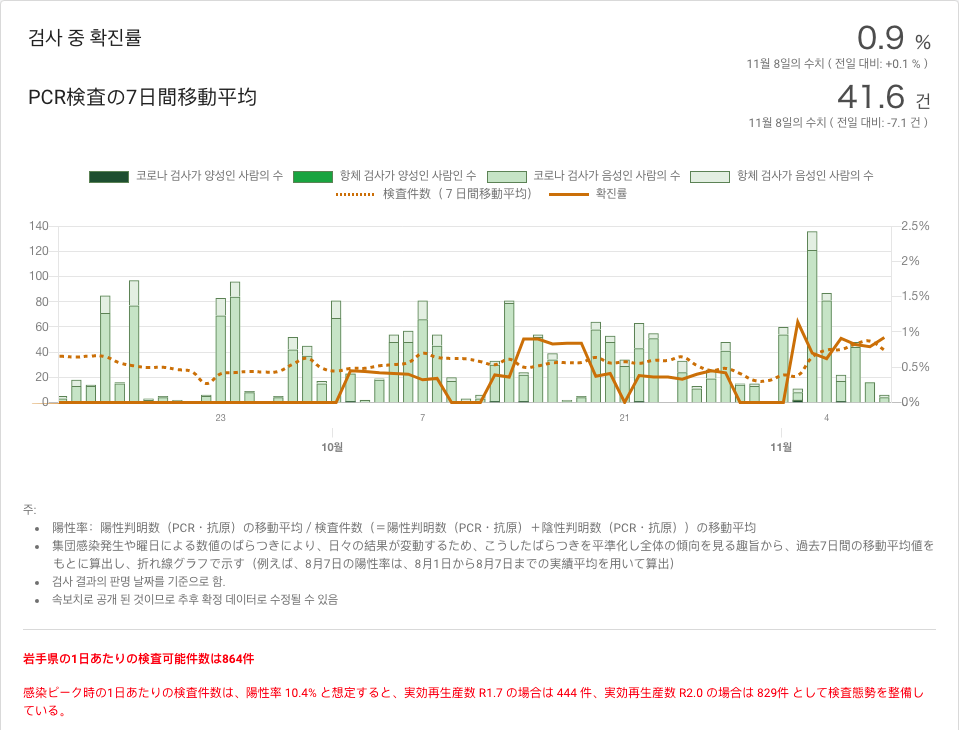 검사 중 확진률
0.9 %
11월 8일의 수치 ( 전일 대비: +0.1 % )
PCR検査の7日間移動平均
41.6 건
11월 8일의 수치 ( 전일 대비: -7.1 건 )
코로나 검사가 양성인 사람의 수 항체 검사가 양성인 사람인 수 코로나 검사가 음성인 사람의 수 항체 검사가 음성인 사람의 수
検査件数（７日間移動平均） 확진률
140 2.5%
120 2%
100 1.5%
80
60 1%
40 0.5%
20
0 0%
23 7 21 4
10월 11월
주:
陽性率：陽性判明数（PCR・抗原）の移動平均 / 検査件数（＝陽性判明数（PCR・抗原）＋陰性判明数（PCR・抗原））の移動平均
集団感染発生や曜日による数値のばらつきにより、日々の結果が変動するため、こうしたばらつきを平準化し全体の傾向を見る趣旨から、過去7日間の移動平均値を
もとに算出し、折れ線グラフで示す（例えば、8月7日の陽性率は、8月1日から8月7日までの実績平均を用いて算出）
검사 결과의 판명 날짜를 기준으로 함.
속보치로 공개 된 것이므로 추후 확정 데이터로 수정될 수 있음
岩手県の1日あたりの検査可能件数は864件
感染ピーク時の1日あたりの検査件数は、陽性率 10.4% と想定すると、実効再生産数 R1.7 の場合は 444 件、実効再生産数 R2.0 の場合は 829件 として検査態勢を整備し
ている。